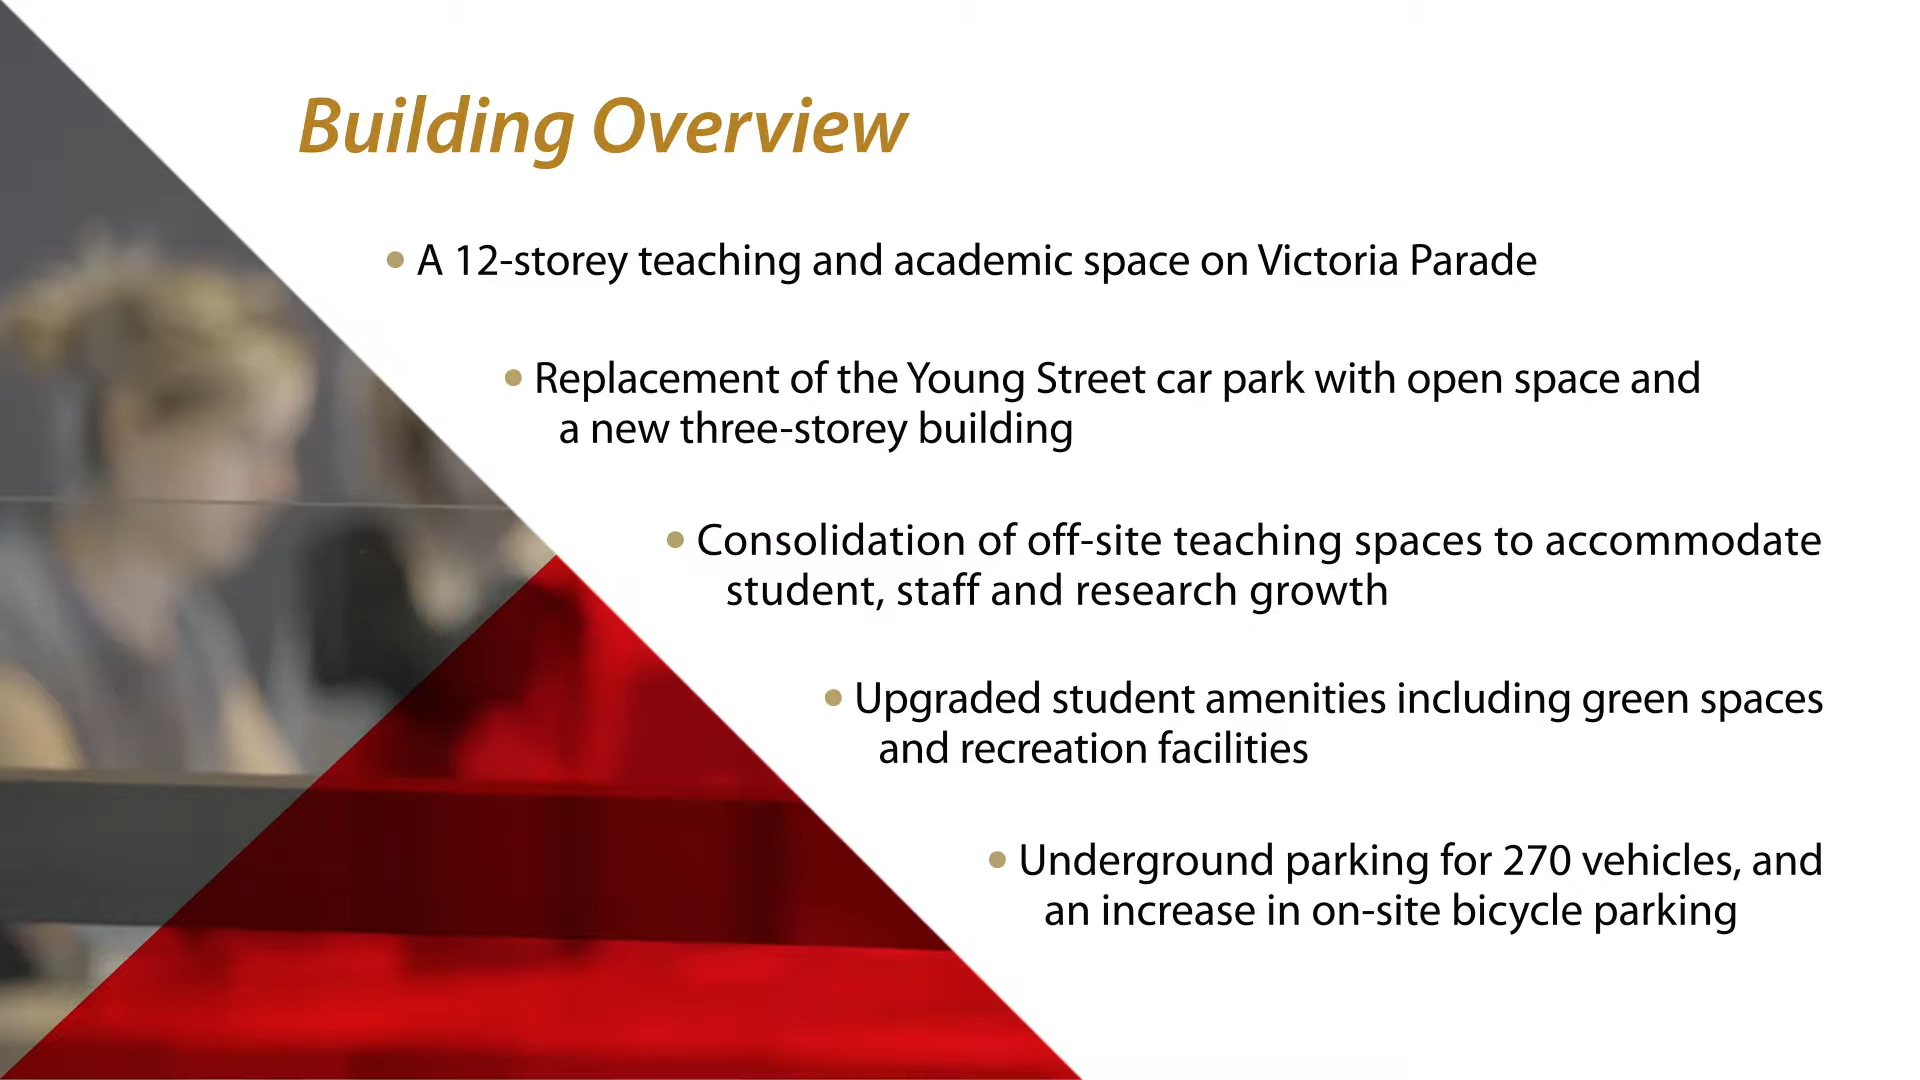 Building Overview
• A 12-storey teaching and academic space on Victoria Parade
• Replacement of the Young Street car park with open space and
a new three-storey building
• Consolidation of off-site teaching spaces to accommodate
student, staff and research growth
• Upgraded student amenities including green spaces
and recreation facilities
• Underground parking for 270 vehicles, and
an increase in on-site bicycle parking